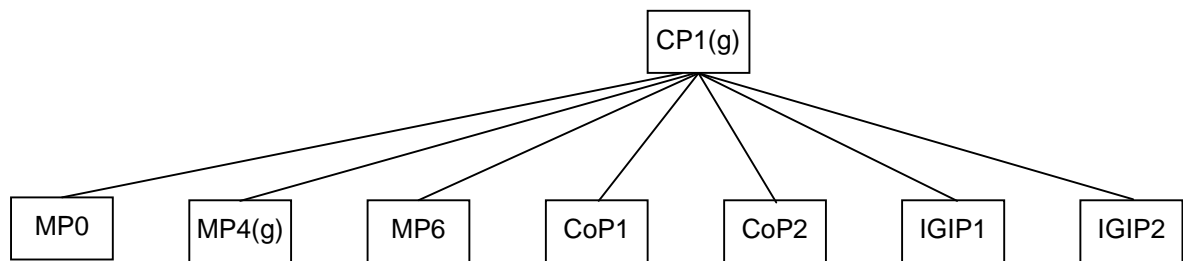 CP1(g)
MP0
MP4(g)
MP6
CoP1
CoP2
IGIP1
IGIP2